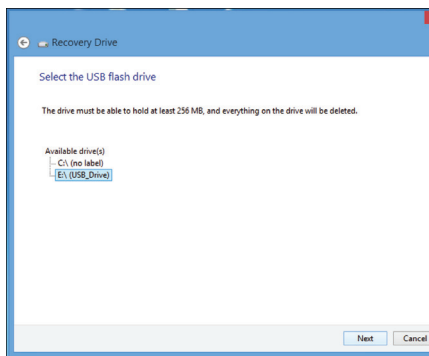 Recovery Drive
Select the USB flash drive
The drive must be able to hold at least 256 MB, and everything on the drive will be deleted.
Available drive(s)
C:\ (no label)
E:\ (USB_Drive)
Next Cancel